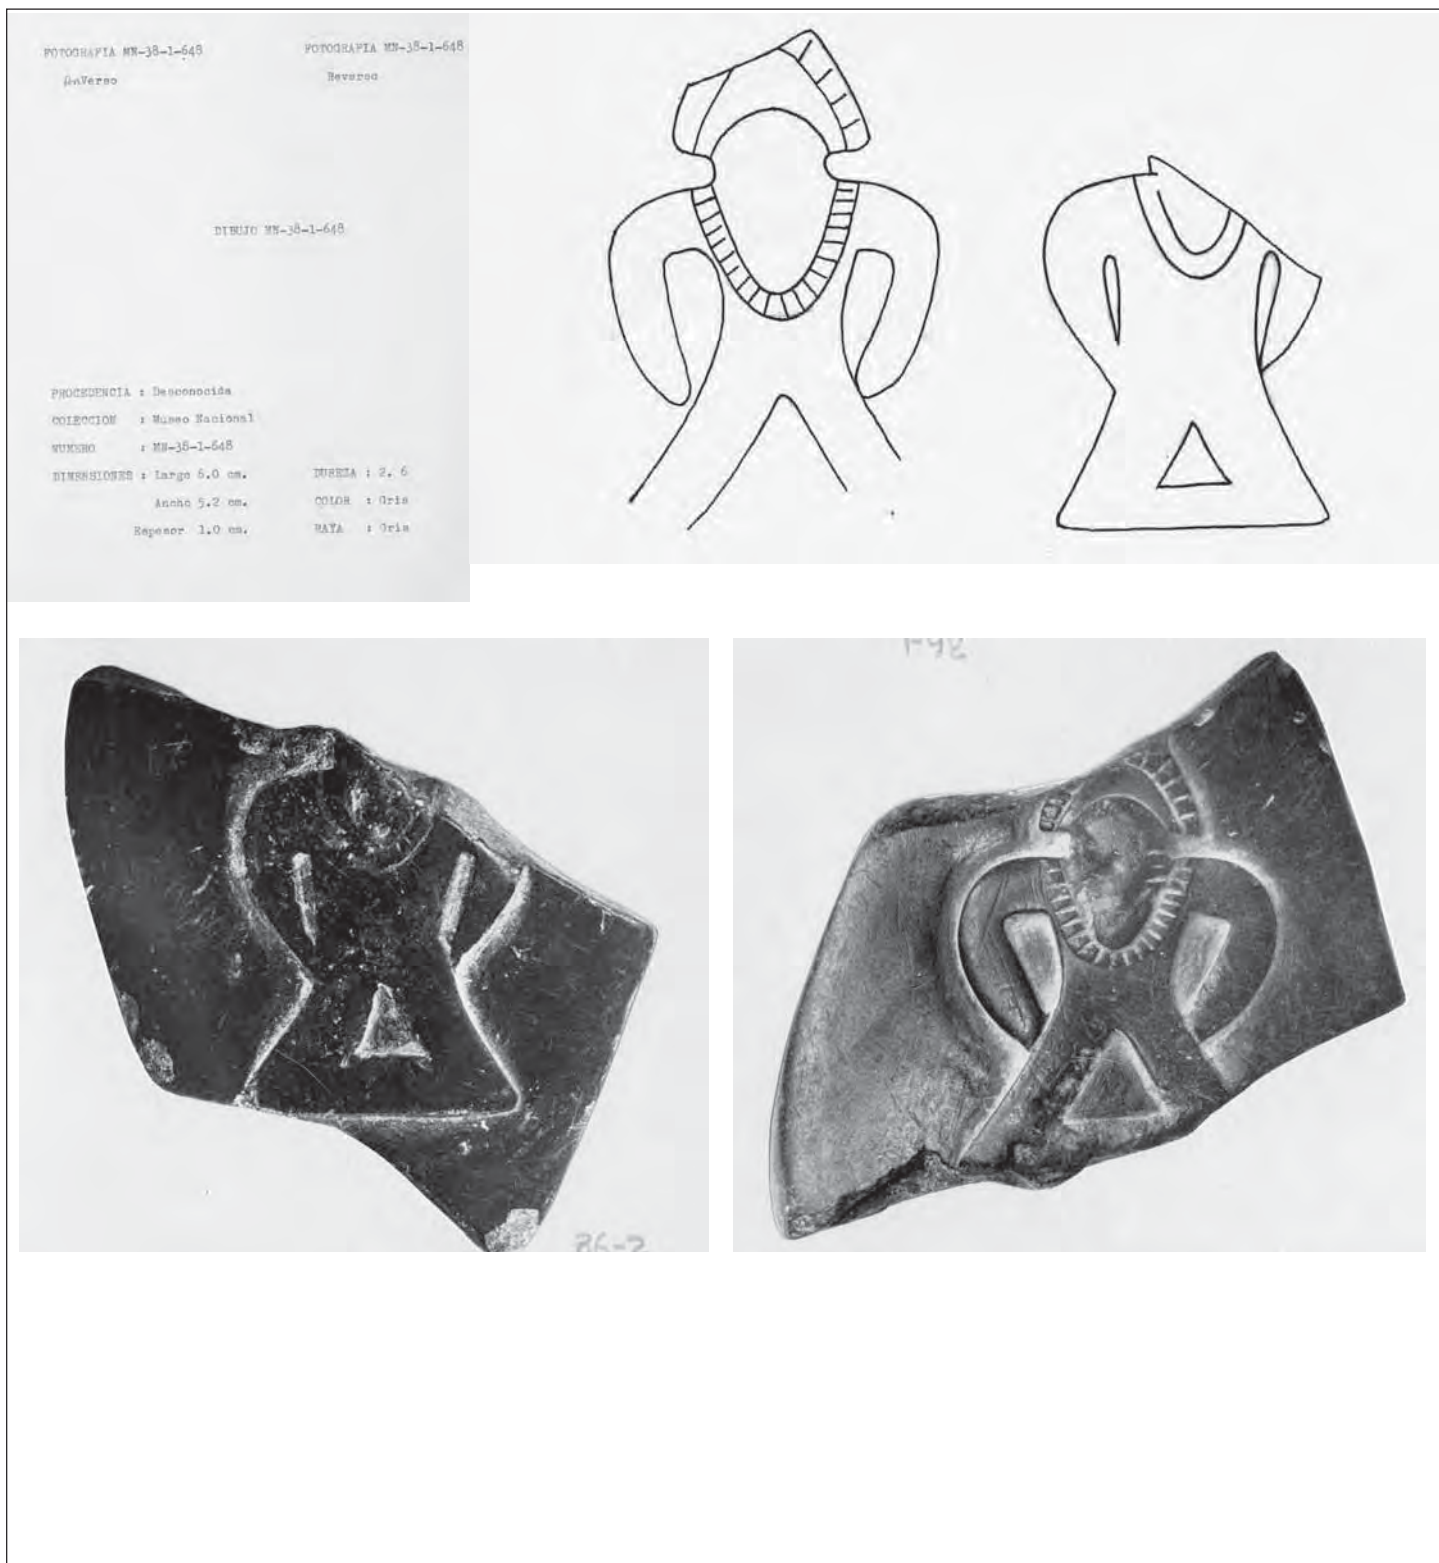 FOTOGRAFIA MN-38-1-648 FOTOGRAFIA MN-38-1-648
AnVerso Reverso
DIBUJO MN-38-1-648
PROCEDENCIA : Desconocida
COLECCION : Museo Nacional
NUMERO : MN-38-1-648
DIMENSIONES : Largo 6.0 cm. DUREZA : 2. 6
Ancho 5.2 cm. COLOR : Gris
Espesor 1.0 cm. RAYA : Gris